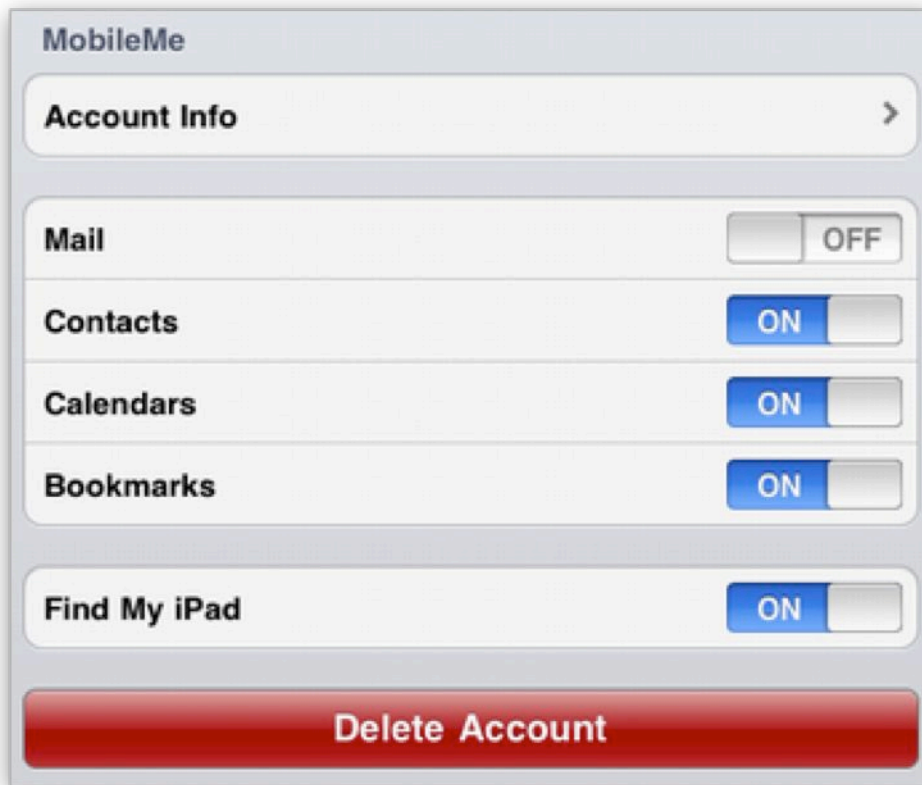 MobileMe
Account Info
Mail OFF
Contacts ON
Calendars ON
Bookmarks ON
Find My iPad ON
Delete Account